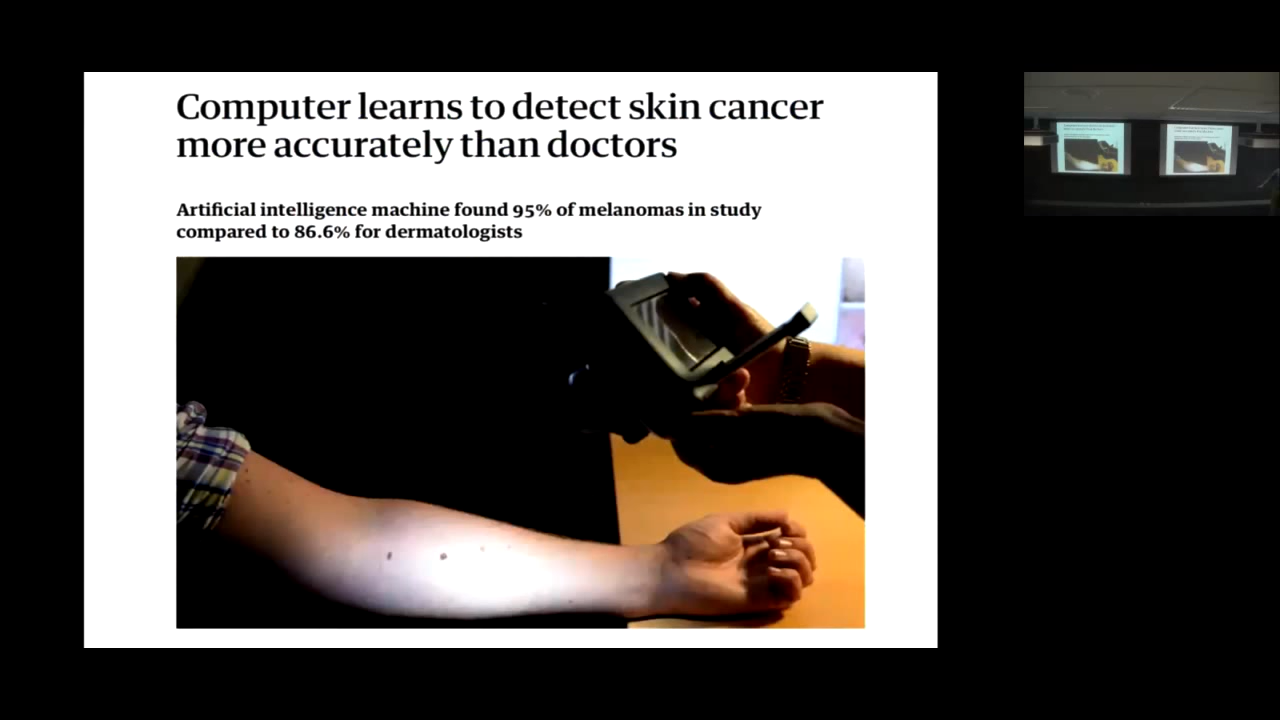 Computer learns to detect skin cancer
more accurately than doctors
Artificial intelligence machine found 95% of melanomas in study
compared to 86.6% for dermatologists